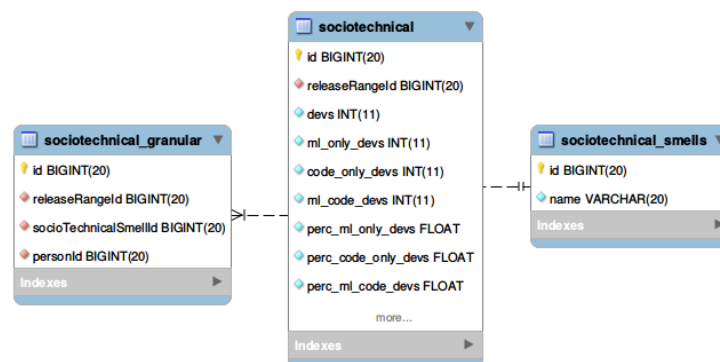 sociotechnical
id BIGINT(20)
releaseRangeId BIGINT(20)
devs INT(11)
ml_only_devs INT(11)
code_only_devs INT(11)
ml_code_devs INT(11)
perc_ml_only_devs FLOAT
perc_code_only_devs FLOAT
perc_ml_code_devs FLOAT
more...
Indexes
sociotechnical_granular
id BIGINT(20)
releaseRangeId BIGINT(20)
socioTechnicalSmellId BIGINT(20)
personId BIGINT(20)
Indexes
sociotechnical_smells
id BIGINT(20)
name VARCHAR(20)
Indexes